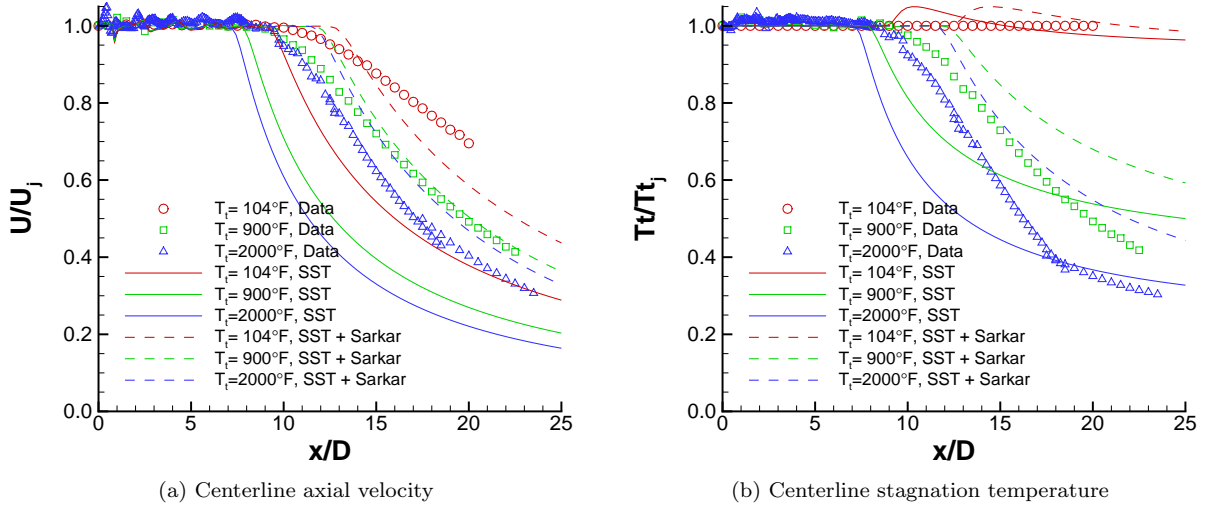 U/U_j
1.0
0.8
0.6
0.4
0.2
0.0
0 5 10 15 20 25
x/D
T_t= 104°F, Data
T_t= 900°F, Data
T_t=2000°F, Data
T_t= 104°F, SST
T_t= 900°F, SST
T_t=2000°F, SST
T_t= 104°F, SST + Sarkar
T_t= 900°F, SST + Sarkar
T_t=2000°F, SST + Sarkar
(a) Centerline axial velocity
Tt/Tt_j
1.0
0.8
0.6
0.4
0.2
0.0
0 5 10 15 20 25
x/D
T_t= 104°F, Data
T_t= 900°F, Data
T_t=2000°F, Data
T_t= 104°F, SST
T_t= 900°F, SST
T_t=2000°F, SST
T_t= 104°F, SST + Sarkar
T_t= 900°F, SST + Sarkar
T_t=2000°F, SST + Sarkar
(b) Centerline stagnation temperature